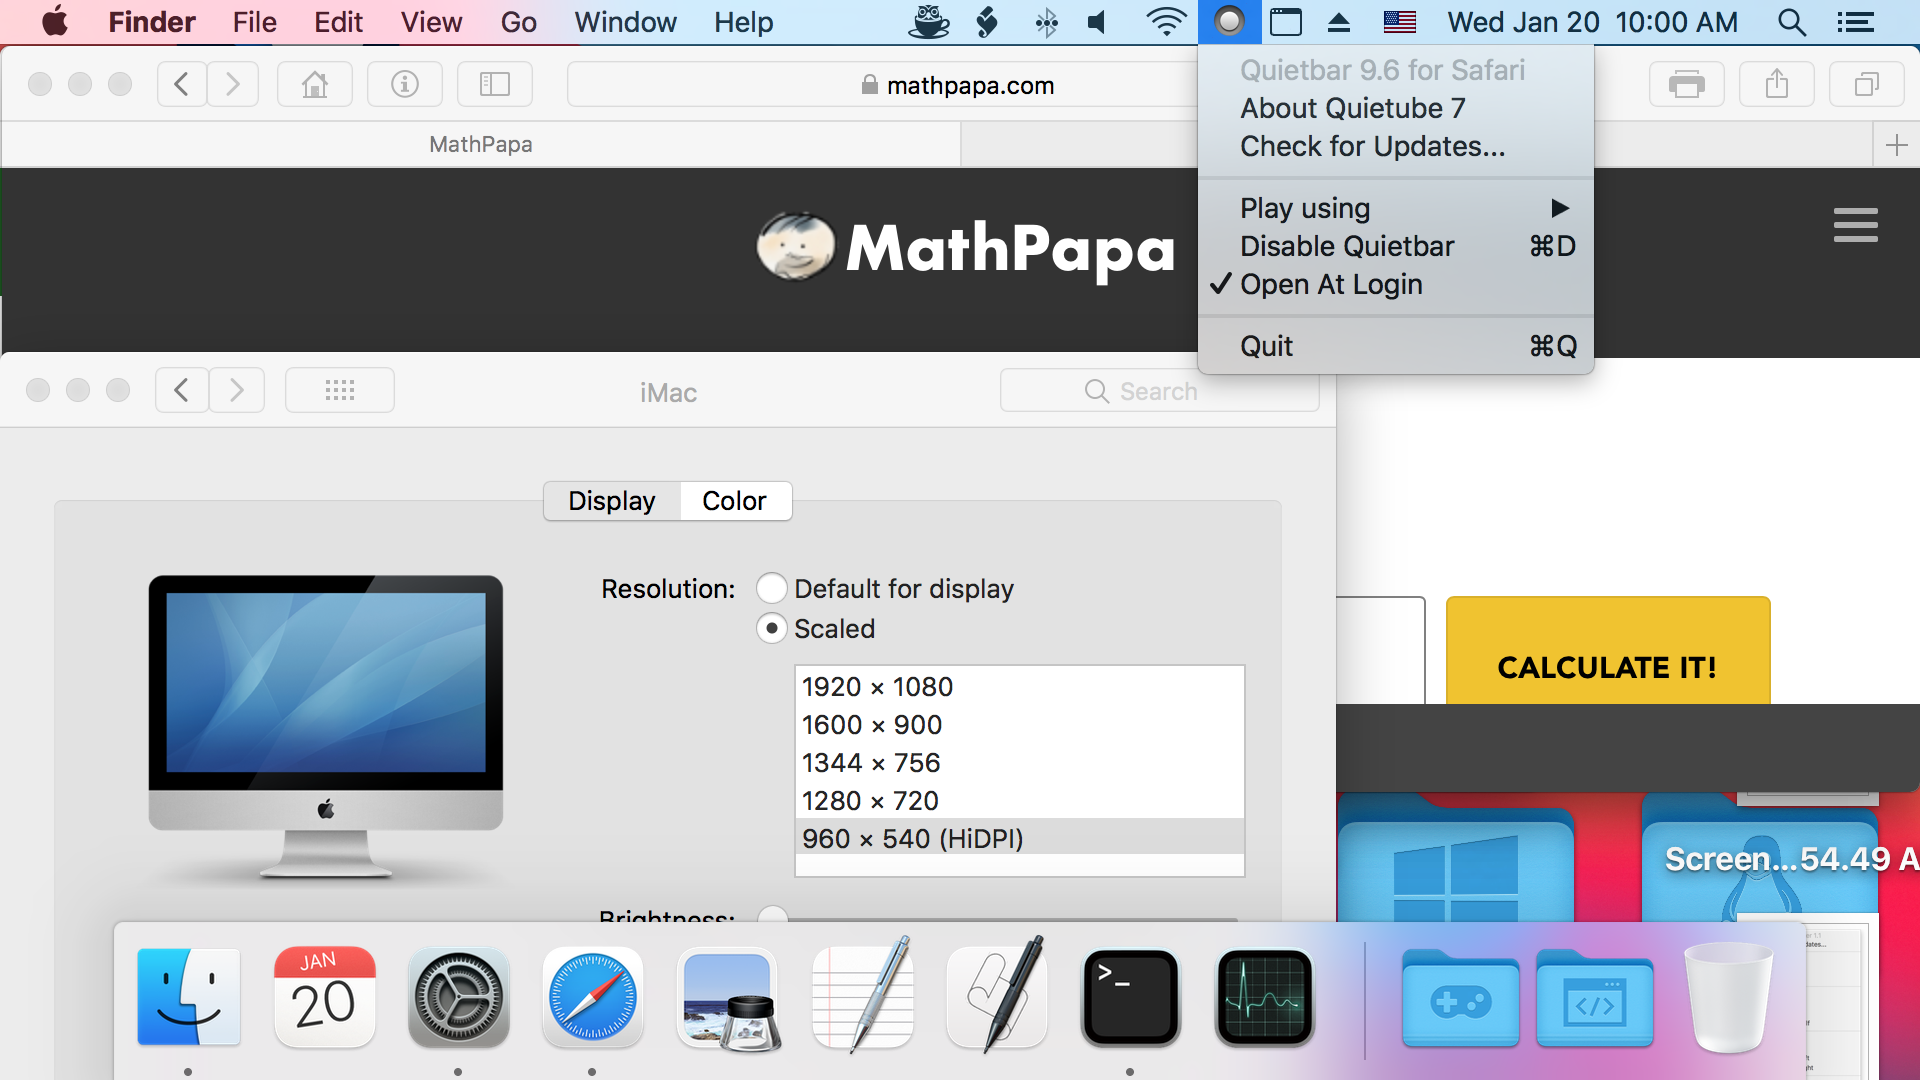 Finder File Edit View Go Window Help Wed Jan 20 10:00 AM
mathpapa.com
MathPapa
MathPapa
Quietbar 9.6 for Safari
About Quietube 7
Check for Updates...
Play using
Disable Quietbar ⌘D
✓ Open At Login
Quit ⌘Q
iMac
Search
Display Color
Resolution: Default for display
Scaled
1920 × 1080
1600 × 900
1344 × 756
1280 × 720
960 × 540 (HiDPI)
Brightness:
CALCULATE IT!
Screen...54.49 A
JAN
20
>_
</>